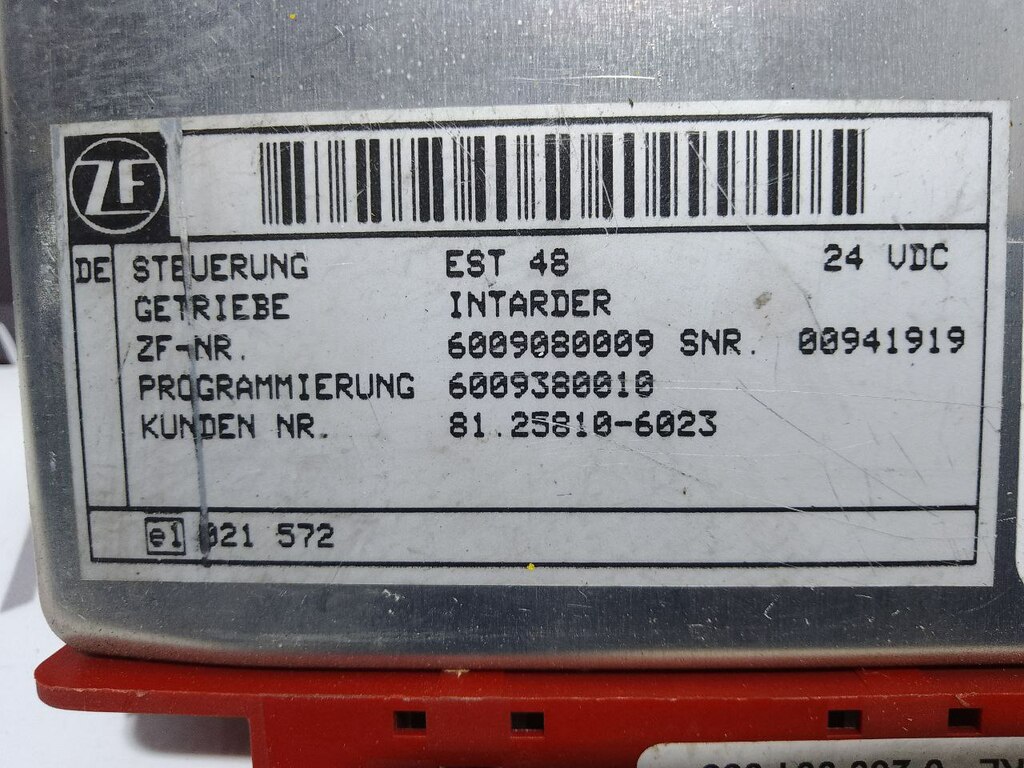 ZF
DE STEUERUNG EST 48 24 VDC
GETRIEBE INTARDER
ZF-NR. 6009080009 SNR. 00941919
PROGRAMMIERUNG 6009380010
KUNDEN NR. 81.25810-6023
e1 021 572